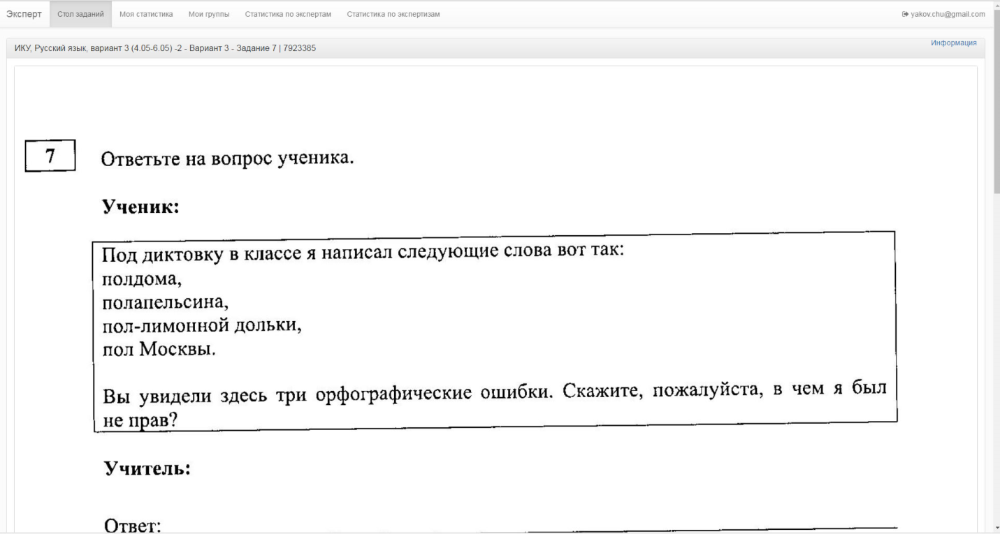 Эксперт Стол заданий Моя статистика Мои группы Статистика по экспертам Статистика по экспертизам yakov.chu@gmail.com
ИКУ, Русский язык, вариант 3 (4.05-6.05) -2 - Вариант 3 - Задание 7 | 7923385 Информация
7 Ответьте на вопрос ученика.
Ученик:
Под диктовку в классе я написал следующие слова вот так:
полдома,
полапельсина,
пол-лимонной дольки,
пол Москвы.
Вы увидели здесь три орфографические ошибки. Скажите, пожалуйста, в чем я был
не прав?
Учитель:
Ответ: